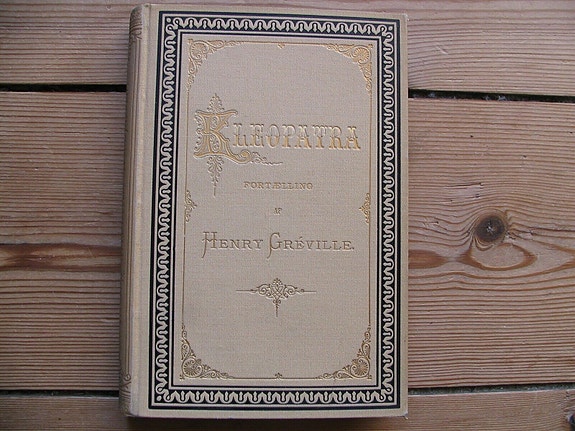 KLEOPATRA
FORTÆLLING
AF
HENRY GRÉVILLE.